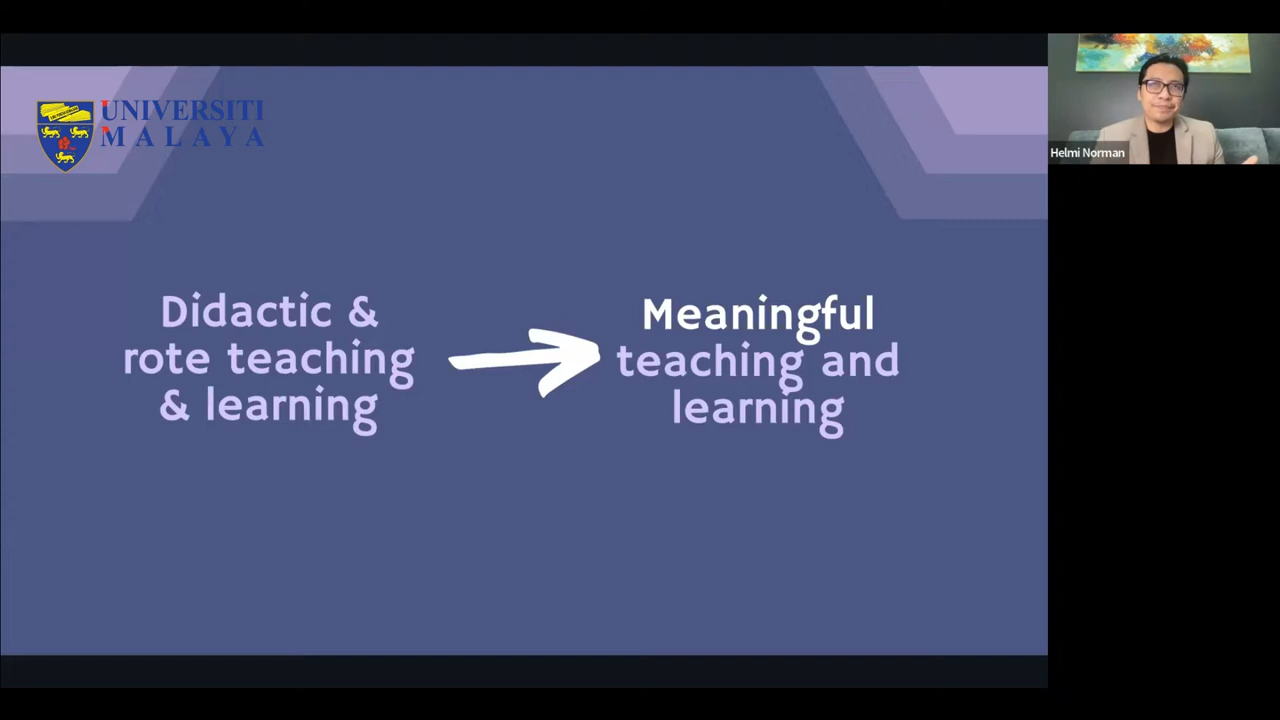 UNIVERSITI
MALAYA
Helmi Norman
Didactic &
rote teaching
& learning
Meaningful
teaching and
learning